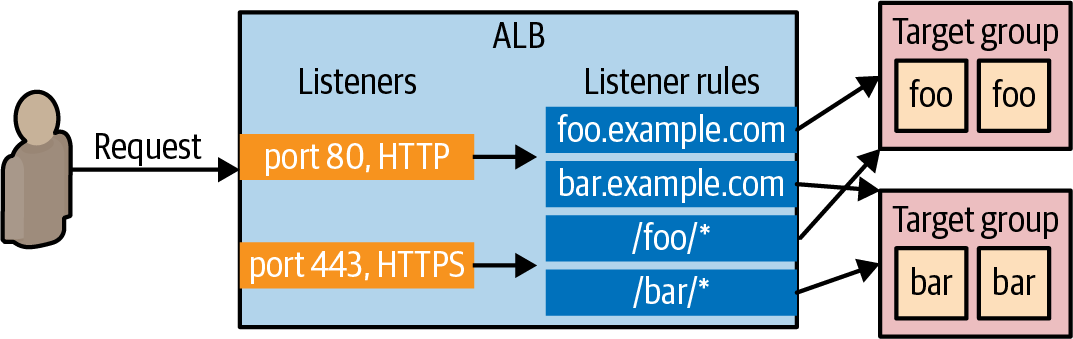 ALB
Listeners
Listener rules
Request
port 80, HTTP
port 443, HTTPS
foo.example.com
bar.example.com
/foo/*
/bar/*
Target group
foo foo
Target group
bar bar